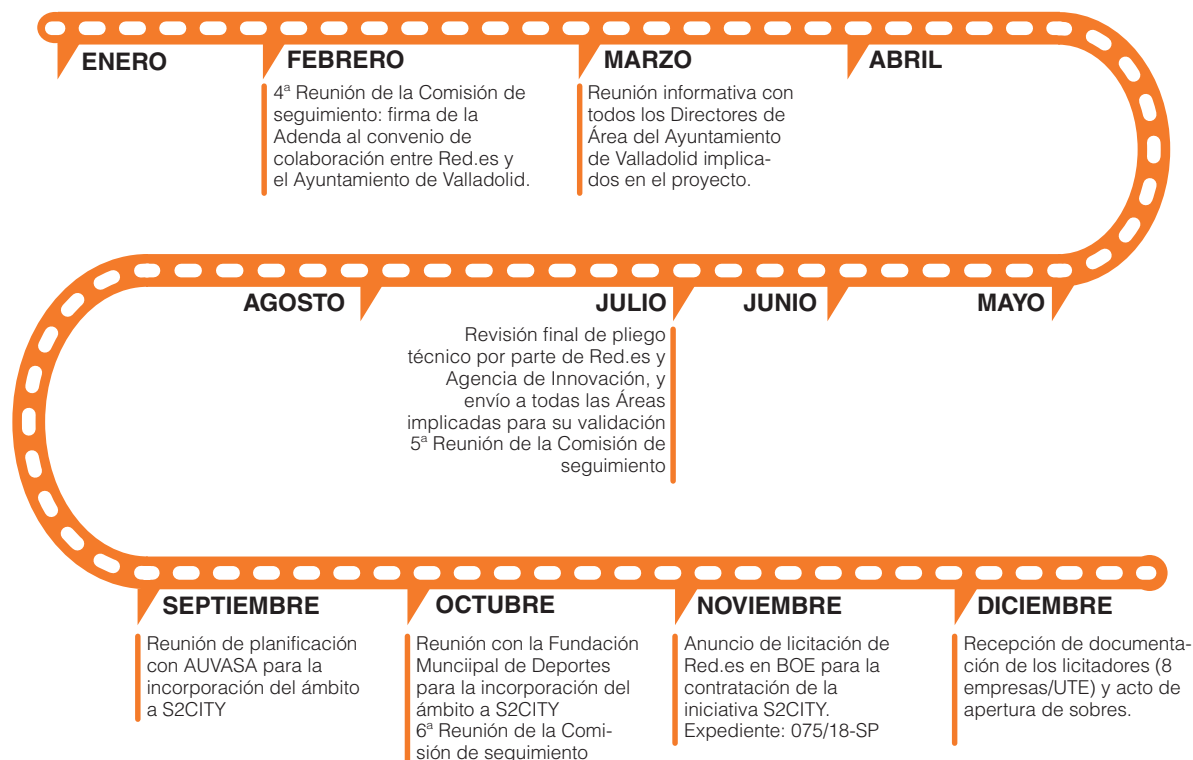 ENERO
FEBRERO
4ª Reunión de la Comisión de
seguimiento: firma de la
Adenda al convenio de
colaboración entre Red.es y
el Ayuntamiento de Valladolid.
MARZO
Reunión informativa con
todos los Directores de
Área del Ayuntamiento
de Valladolid implica-
dos en el proyecto.
ABRIL
MAYO
JUNIO
JULIO
Revisión final de pliego
técnico por parte de Red.es y
Agencia de Innovación, y
envío a todas las Áreas
implicadas para su validación
5ª Reunión de la Comisión de
seguimiento
AGOSTO
SEPTIEMBRE
Reunión de planificación
con AUVASA para la
incorporación del ámbito
a S2CITY
OCTUBRE
Reunión con la Fundación
Munciipal de Deportes
para la incorporación del
ámbito a S2CITY
6ª Reunión de la Comi-
sión de seguimiento
NOVIEMBRE
Anuncio de licitación de
Red.es en BOE para la
contratación de la
iniciativa S2CITY.
Expediente: 075/18-SP
DICIEMBRE
Recepción de documenta-
ción de los licitadores (8
empresas/UTE) y acto de
apertura de sobres.